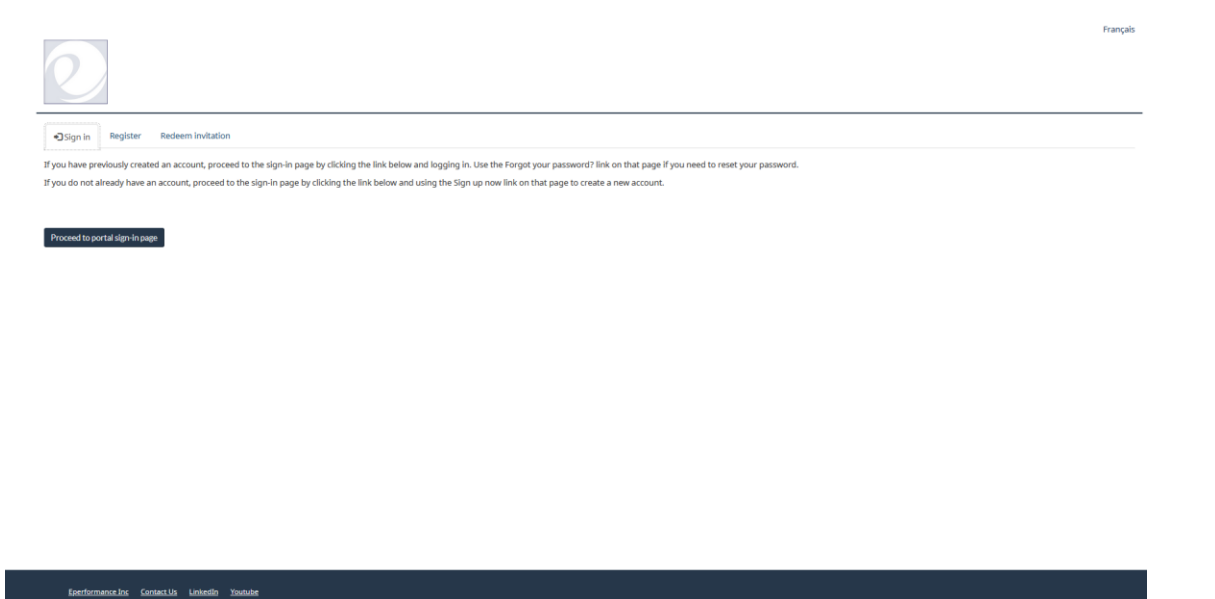 Français
Sign in Register Redeem invitation
If you have previously created an account, proceed to the sign-in page by clicking the link below and logging in. Use the Forgot your password? link on that page if you need to reset your password.
If you do not already have an account, proceed to the sign-in page by clicking the link below and using the Sign up now link on that page to create a new account.
Proceed to portal sign-in page
Eperformance Inc Contact Us LinkedIn Youtube